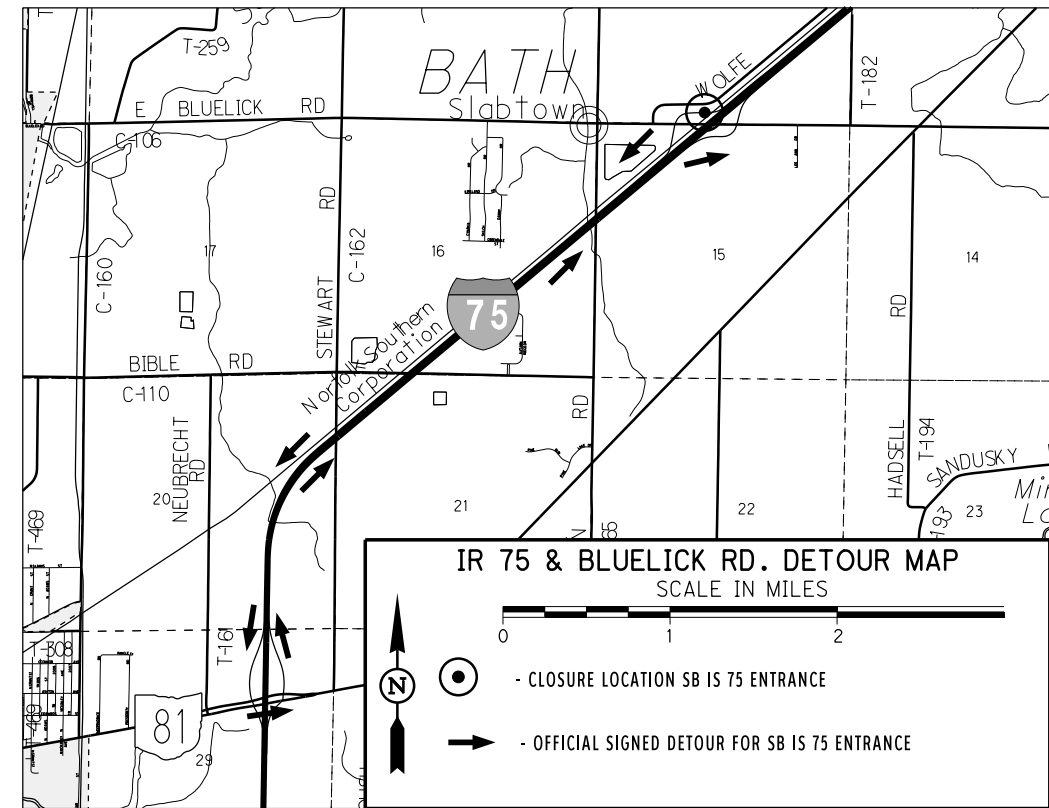 T-259
BATH
Slabtown
WOLFE
T-182
E BLUELICK RD
C-106
17
RD
C-162
16
15
14
C-160
STEWART
75
RD
Norfolk Southern
Corporation
BIBLE RD
C-110
NEUBRECHT
RD
RD
HADSELL
T-194
SANDUSKY
20
21
22
23
T-469
T-308
T-16
T-469
81
29
IR 75 & BLUELICK RD. DETOUR MAP
SCALE IN MILES
0 1 2
N
- CLOSURE LOCATION SB IS 75 ENTRANCE
- OFFICIAL SIGNED DETOUR FOR SB IS 75 ENTRANCE